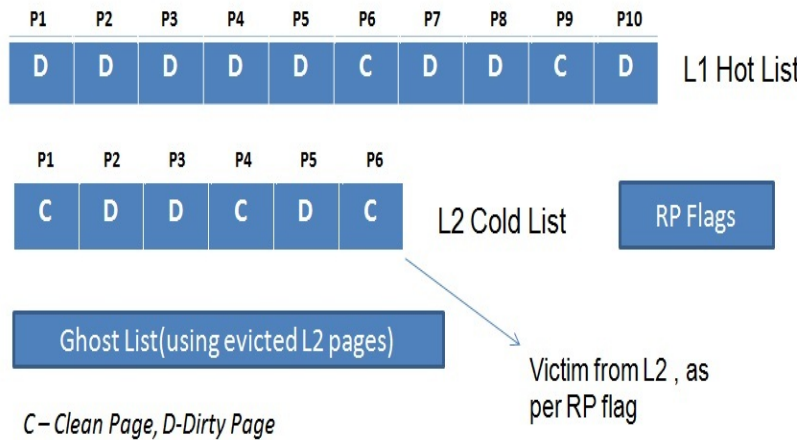 P1 P2 P3 P4 P5 P6 P7 P8 P9 P10
D D D D D C D D C D
L1 Hot List
P1 P2 P3 P4 P5 P6
C D D C D C
L2 Cold List
RP Flags
Ghost List(using evicted L2 pages)
Victim from L2 , as
per RP flag
C – Clean Page, D-Dirty Page